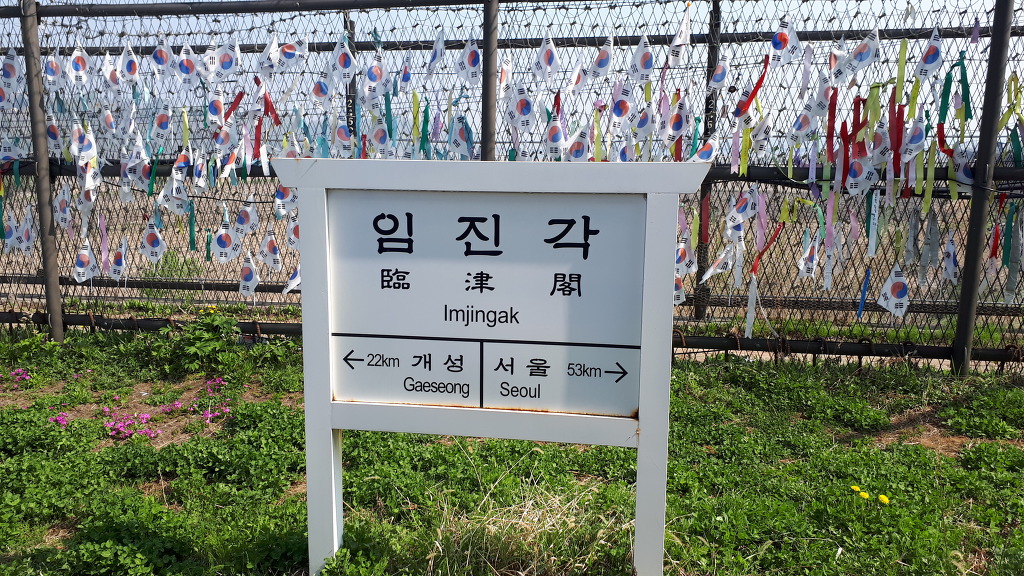 임진각
臨津閣
Imjingak
← 22km 개성 서울 53km →
Gaeseong Seoul